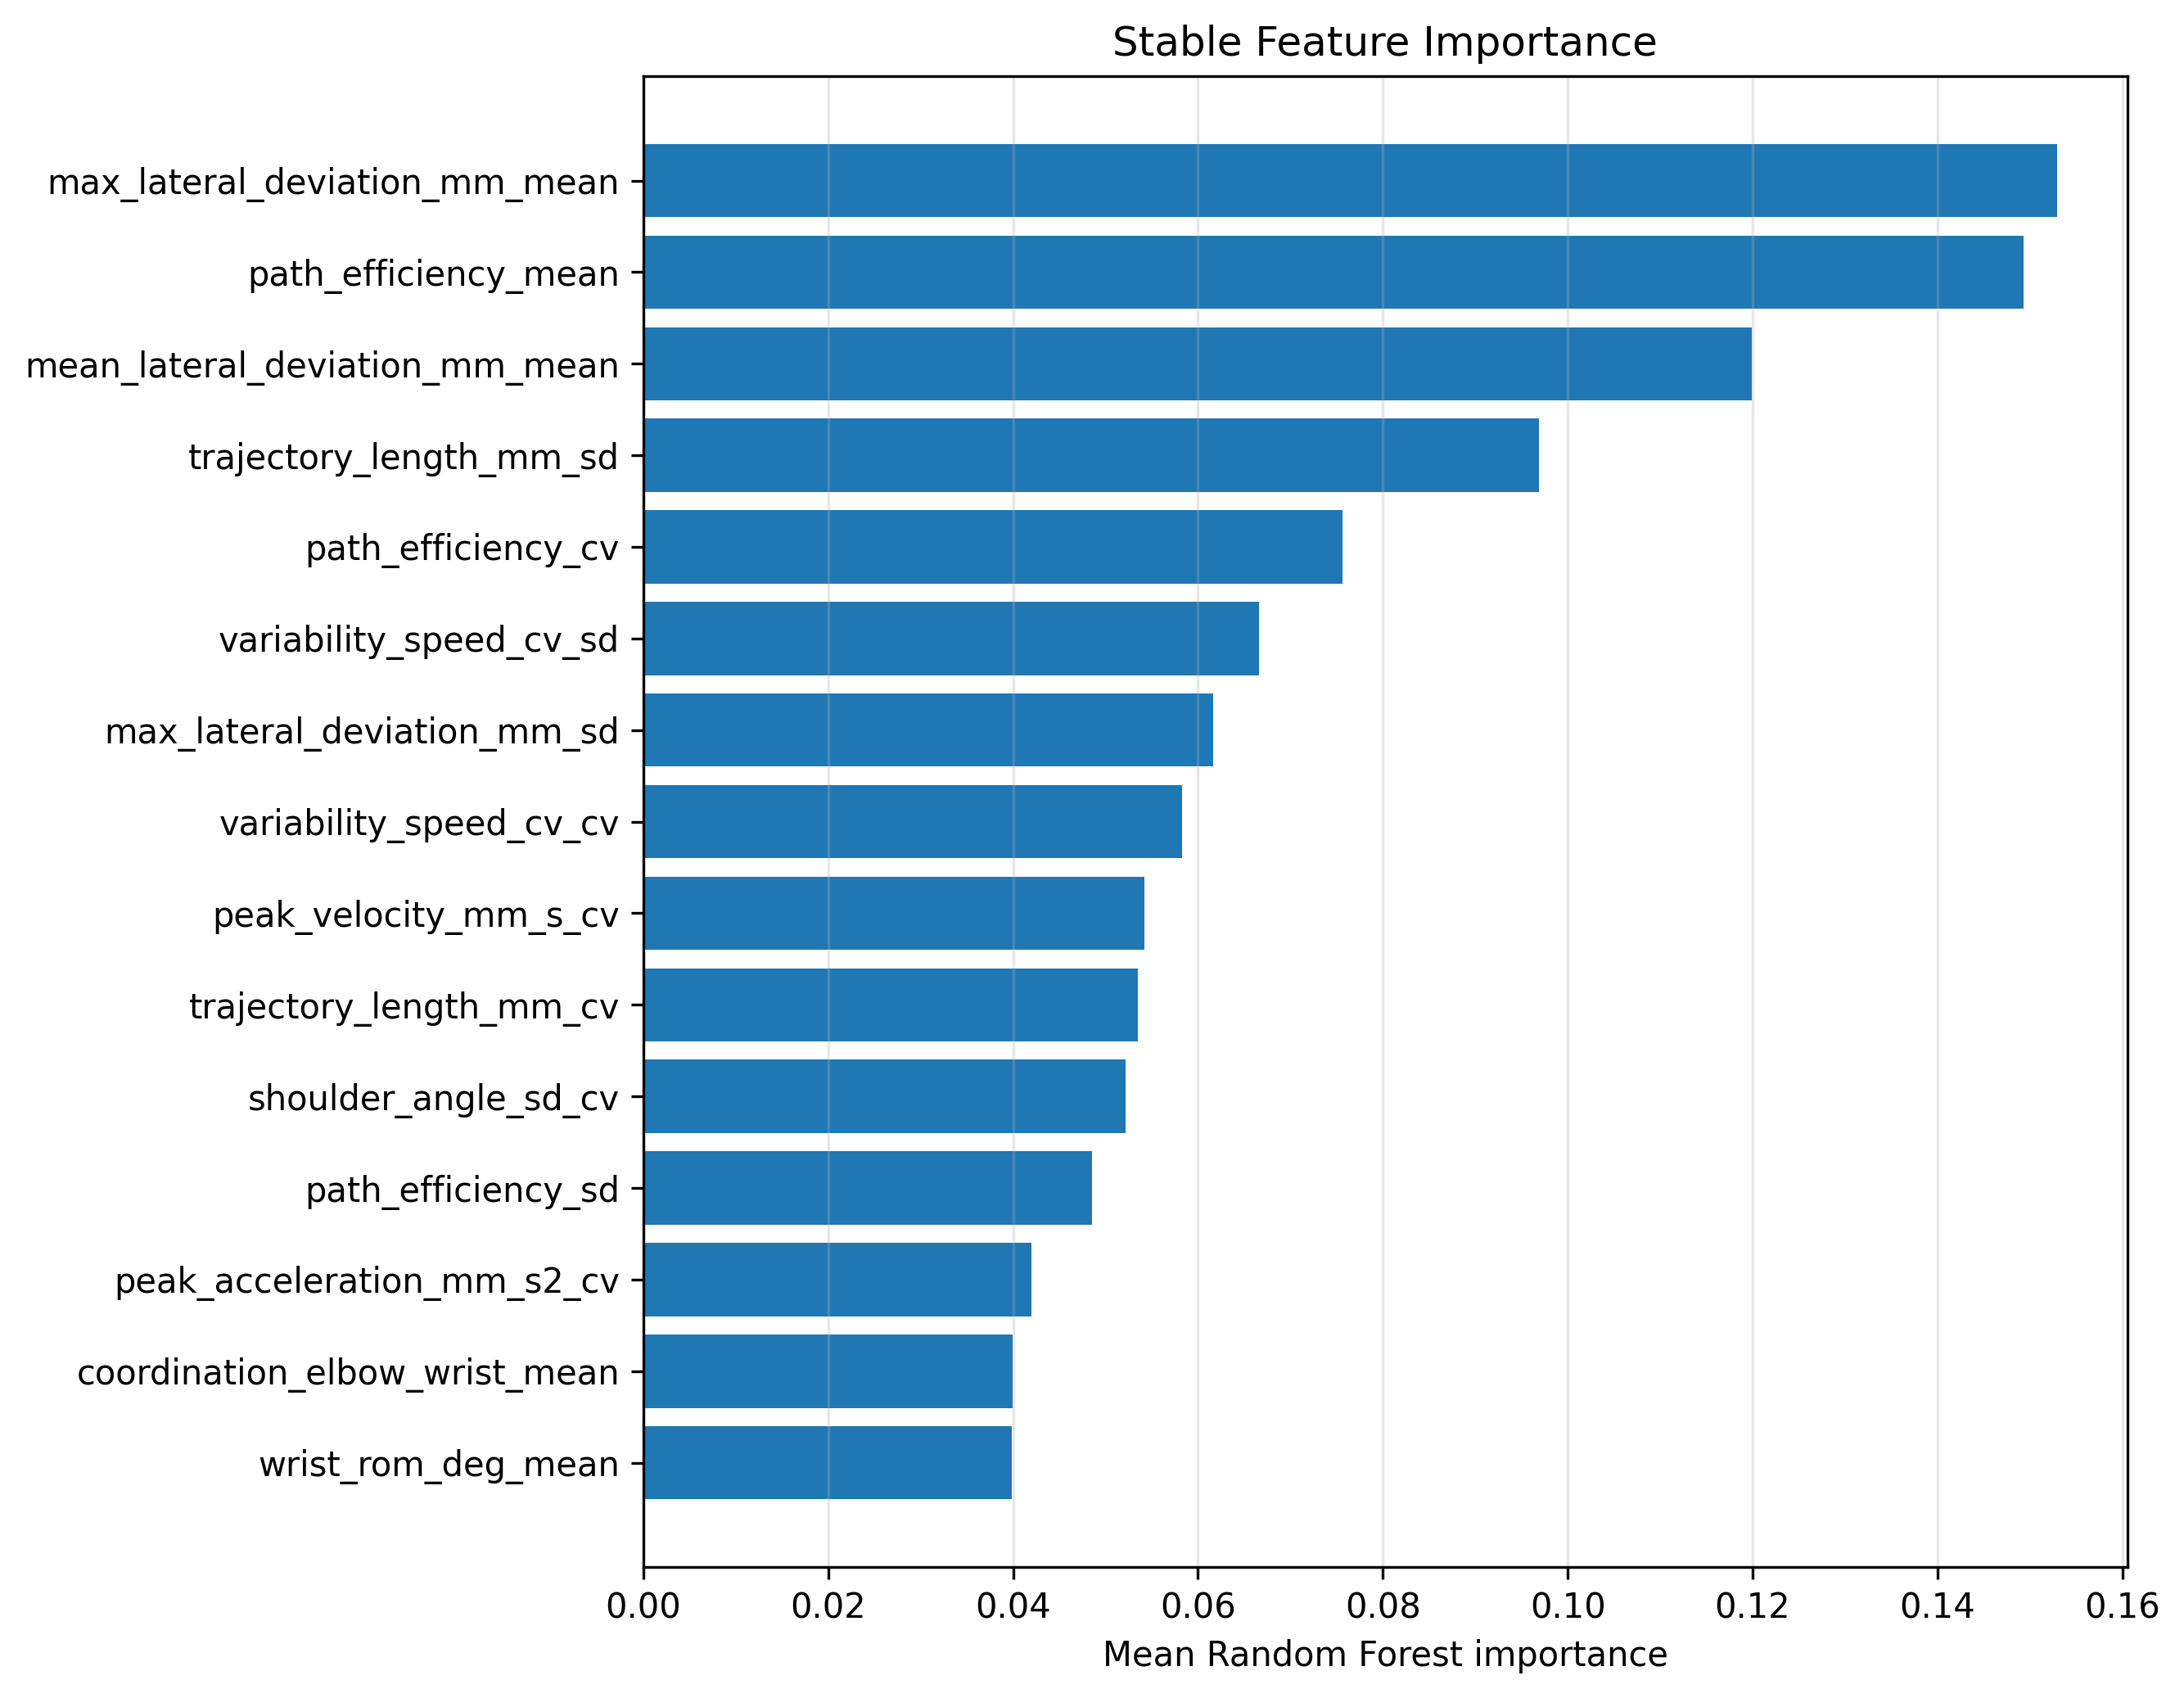 Stable Feature Importance
max_lateral_deviation_mm_mean
path_efficiency_mean
mean_lateral_deviation_mm_mean
trajectory_length_mm_sd
path_efficiency_cv
variability_speed_cv_sd
max_lateral_deviation_mm_sd
variability_speed_cv_cv
peak_velocity_mm_s_cv
trajectory_length_mm_cv
shoulder_angle_sd_cv
path_efficiency_sd
peak_acceleration_mm_s2_cv
coordination_elbow_wrist_mean
wrist_rom_deg_mean
0.00 0.02 0.04 0.06 0.08 0.10 0.12 0.14 0.16
Mean Random Forest importance